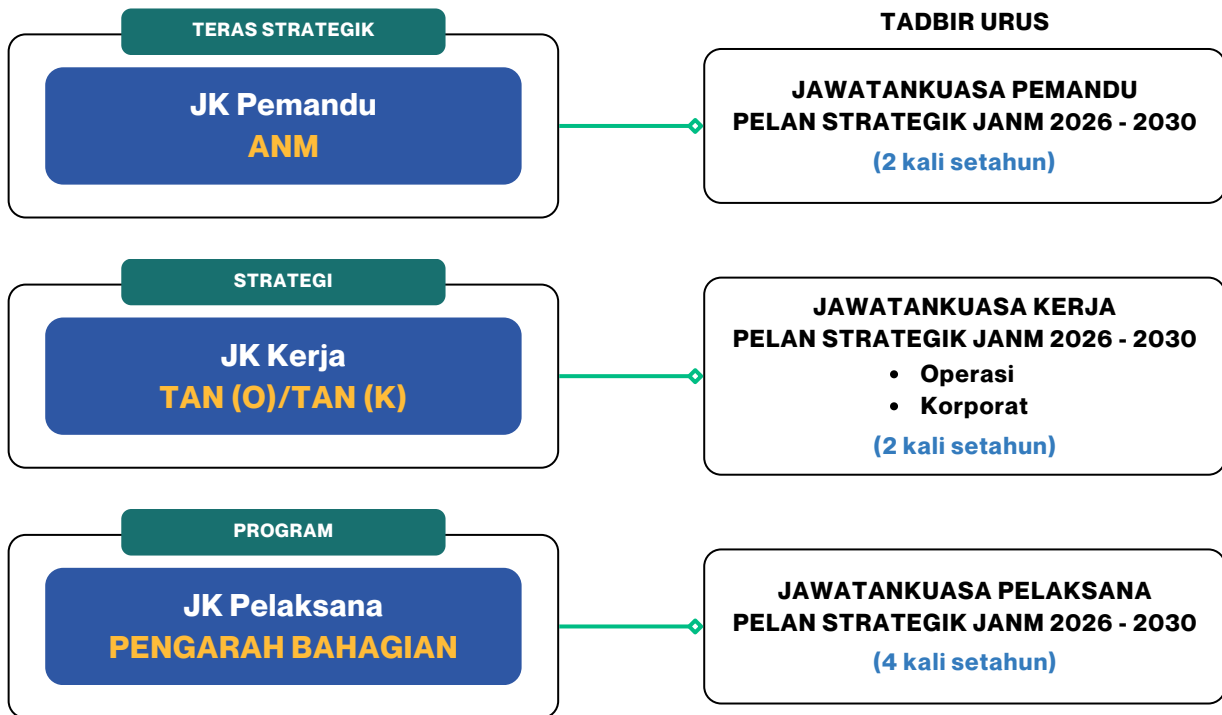 TERAS STRATEGIK
JK Pemandu
ANM
TADBIR URUS
JAWATANKUASA PEMANDU
PELAN STRATEGIK JANM 2026 - 2030
(2 kali setahun)
STRATEGI
JK Kerja
TAN (O)/TAN (K)
JAWATANKUASA KERJA
PELAN STRATEGIK JANM 2026 - 2030
• Operasi
• Korporat
(2 kali setahun)
PROGRAM
JK Pelaksana
PENGARAH BAHAGIAN
JAWATANKUASA PELAKSANA
PELAN STRATEGIK JANM 2026 - 2030
(4 kali setahun)